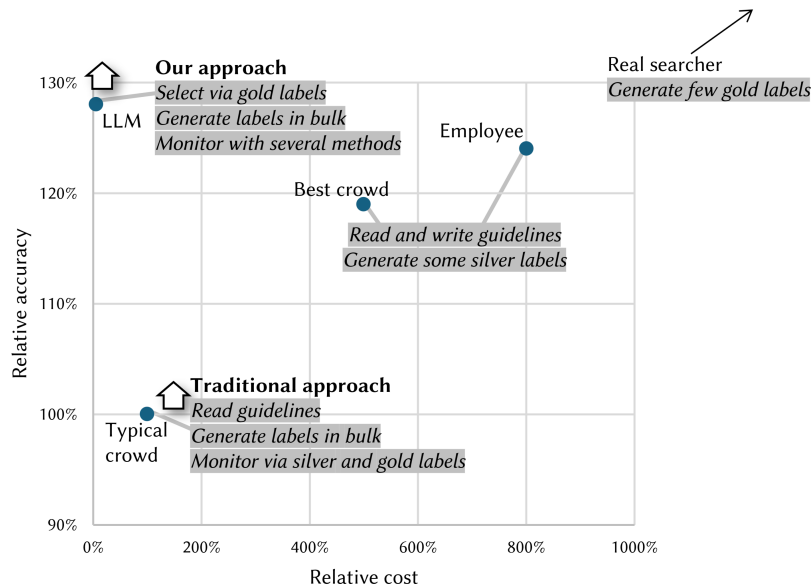 Real searcher
Generate few gold labels
130%
Our approach
Select via gold labels
LLM
Generate labels in bulk
Monitor with several methods
Employee
120%
Best crowd
Read and write guidelines
Generate some silver labels
Relative accuracy
110%
Traditional approach
100%
Read guidelines
Typical
crowd
Generate labels in bulk
Monitor via silver and gold labels
90%
0%
200%
400%
600%
800%
1000%
Relative cost